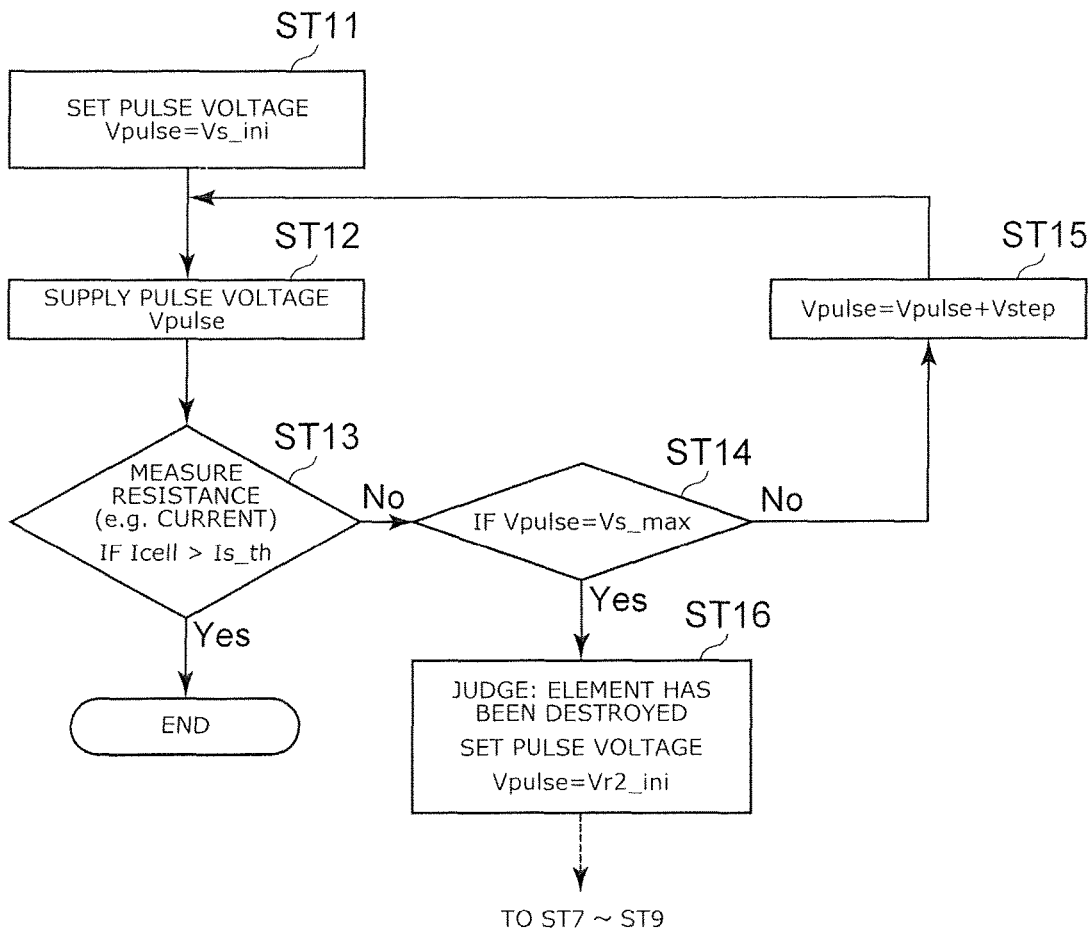 ST11
SET PULSE VOLTAGE
Vpulse=Vs_ini
ST12
SUPPLY PULSE VOLTAGE
Vpulse
ST15
Vpulse=Vpulse+Vstep
ST13
MEASURE
RESISTANCE
(e.g. CURRENT)
IF Icell > Is_th
No
Yes
END
ST14
IF Vpulse=Vs_max
No
Yes
ST16
JUDGE: ELEMENT HAS
BEEN DESTROYED
SET PULSE VOLTAGE
Vpulse=Vr2_ini
TO ST7 ~ ST9